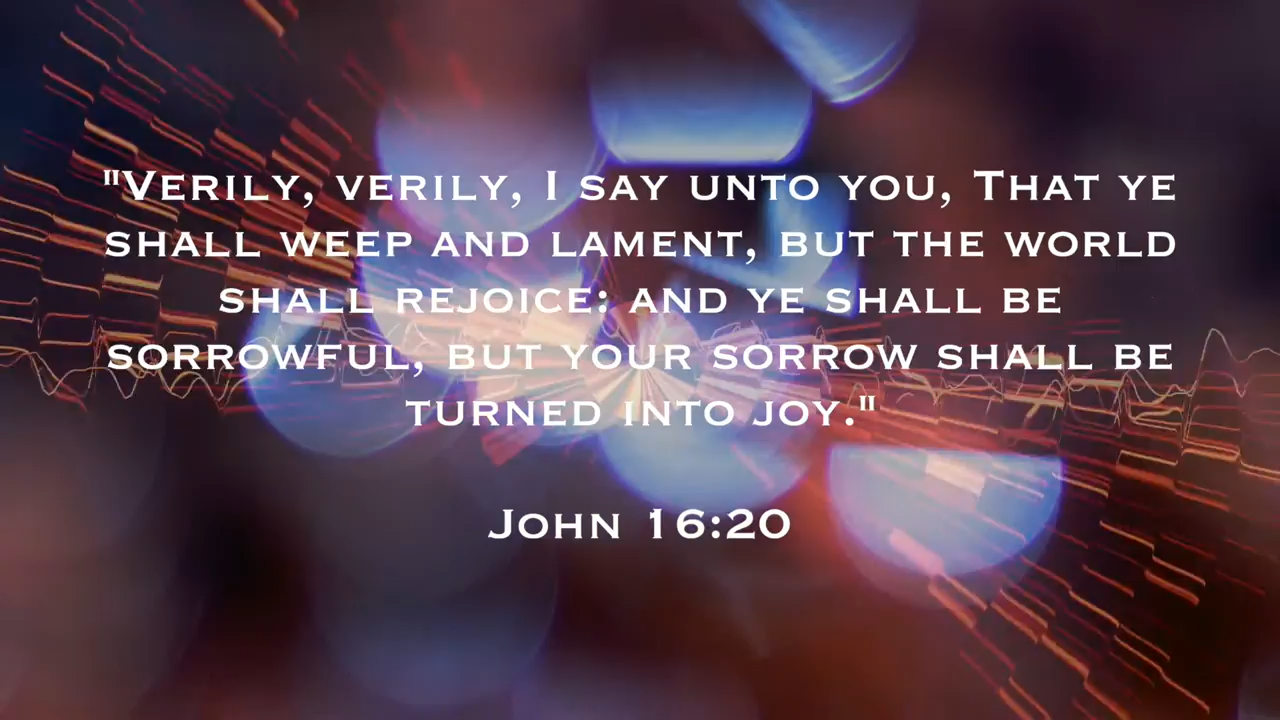 "Verily, verily, I say unto you, That ye
shall weep and lament, but the world
shall rejoice: and ye shall be
sorrowful, but your sorrow shall be
turned into joy."
John 16:20